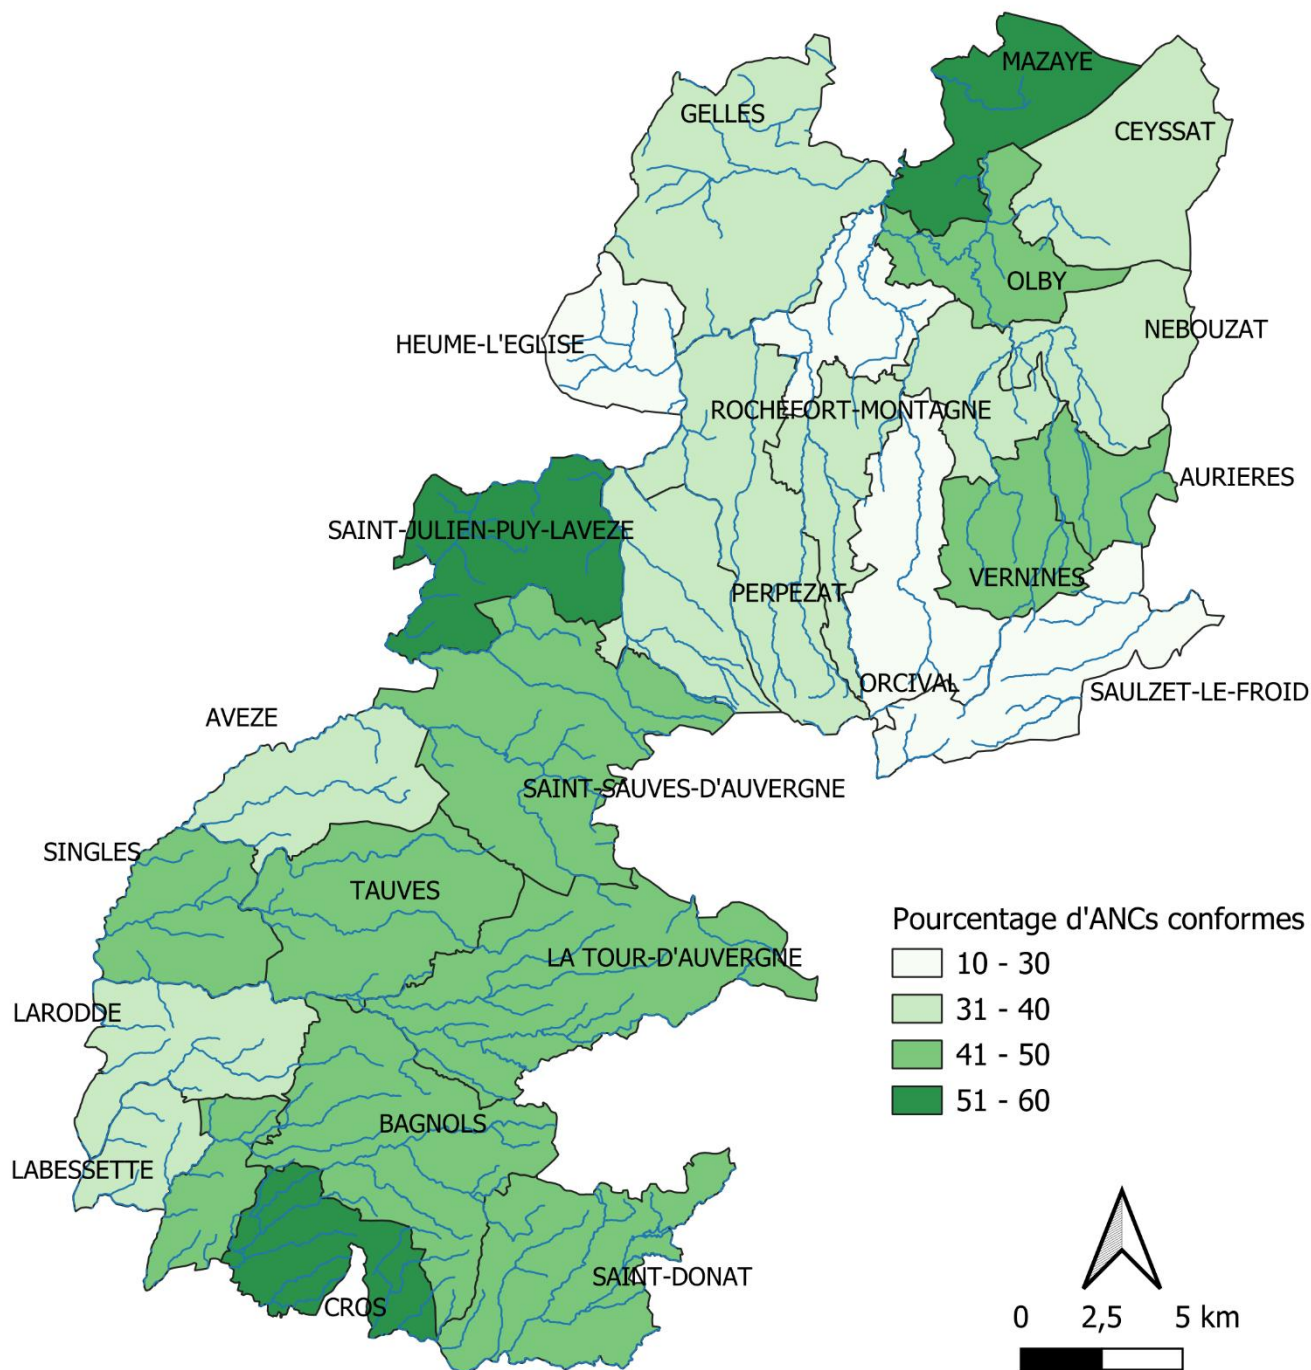 MAZAYE
GELLES
CEYSSAT
OLBY
NEBOUZAT
HEUME-L'EGLISE
ROCHEFORT-MONTAGNE
AURIERES
SAINT-JULIEN-PUY-LAVEZE
VERNINES
PERPEZAT
ORCIVAL
SAULZET-LE-FROID
AVEZE
SAINT-SAUVES-D'AUVERGNE
SINGLES
TAUVES
LA TOUR-D'AUVERGNE
LARODDE
BAGNOLS
LABESSETTE
SAINT-DONAT
CROS
Pourcentage d'ANCs conformes
10 - 30
31 - 40
41 - 50
51 - 60
0 2,5 5 km